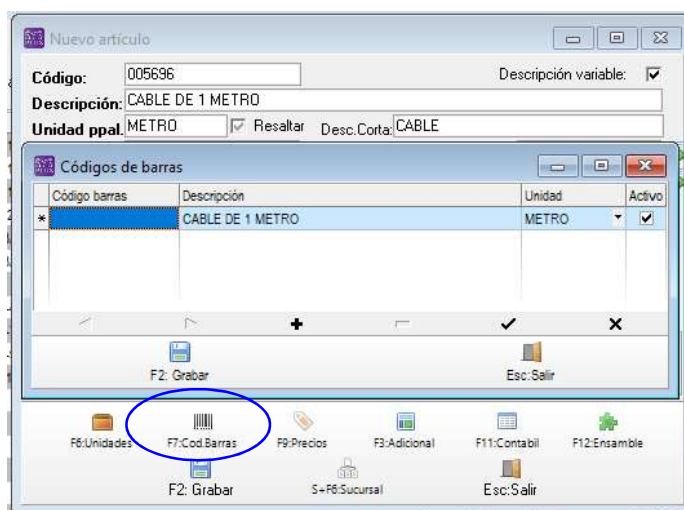 Nuevo artículo
Código: 005696 Descripción variable:
Descripción: CABLE DE 1 METRO
Unidad ppal. METRO Resaltar Desc.Corta: CABLE
Códigos de barras
Código barras Descripción Unidad Activo
* CABLE DE 1 METRO METRO
F2: Grabar Esc:Salir
F6:Unidades F7:Cod.Barras F9:Precios F3:Adicional F11:Contabil F12:Ensamble
F2: Grabar S+F6:Sucursal Esc:Salir